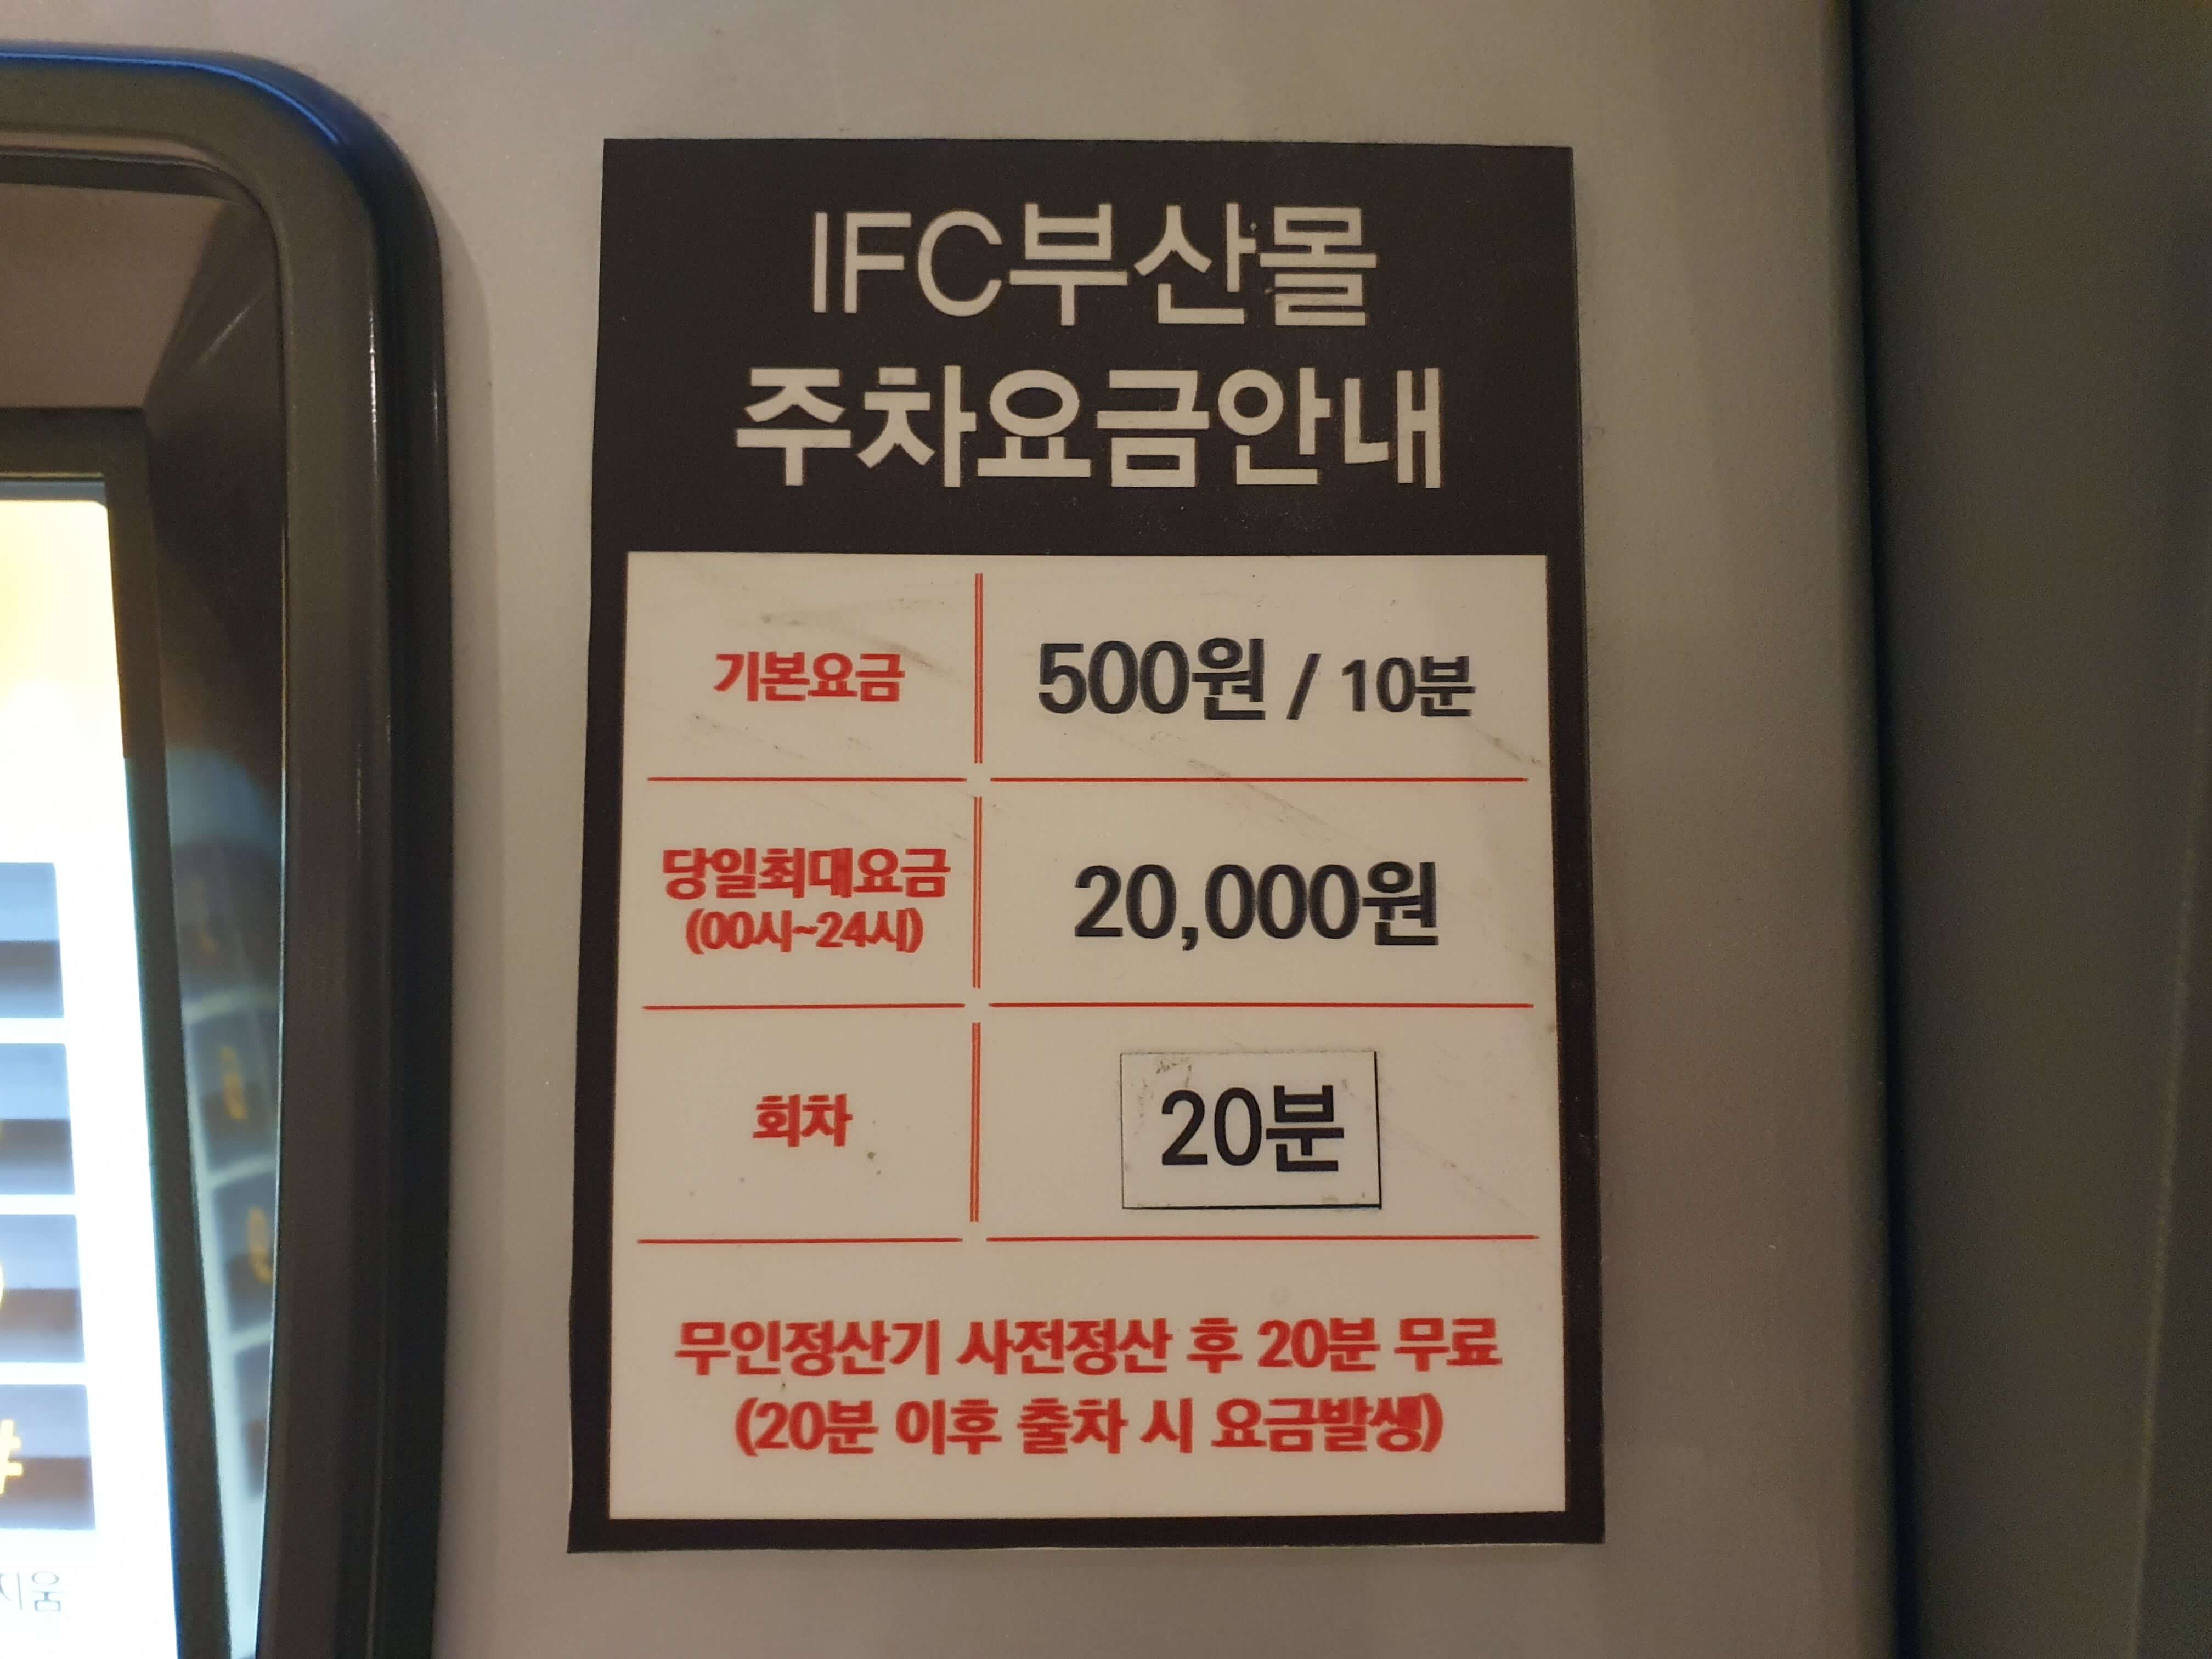 IFC부산몰
주차요금안내
기본요금 500원 / 10분
당일최대요금 20,000원
(00시~24시)
회차 20분
무인정산기 사전정산 후 20분 무료
(20분 이후 출차 시 요금발생)
#
지움